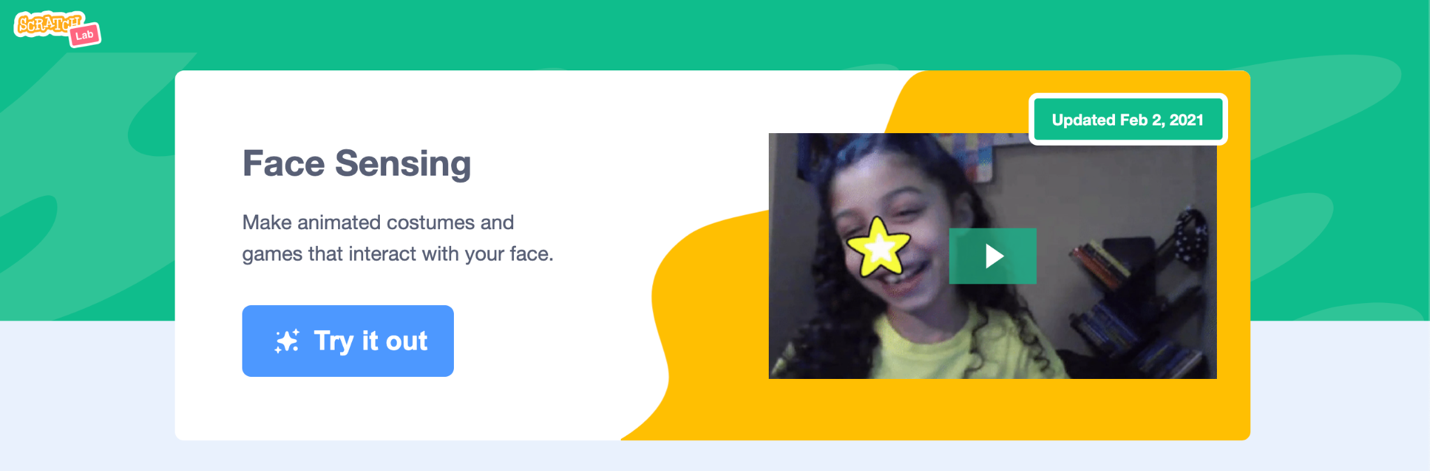 SCRATCH
Lab
Updated Feb 2, 2021
Face Sensing
Make animated costumes and
games that interact with your face.
Try it out